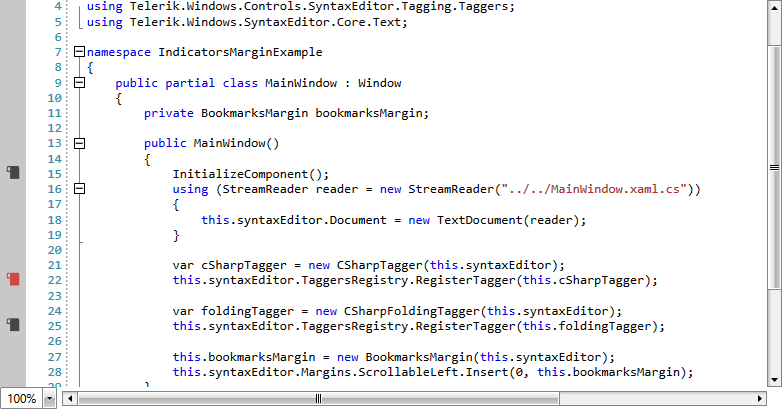 4 using Telerik.Windows.Controls.SyntaxEditor.Tagging.Taggers;
5 using Telerik.Windows.SyntaxEditor.Core.Text;
6
7 namespace IndicatorsMarginExample
8 {
9 public partial class MainWindow : Window
10 {
11 private BookmarksMargin bookmarksMargin;
12
13 public MainWindow()
14 {
15 InitializeComponent();
16 using (StreamReader reader = new StreamReader("../../MainWindow.xaml.cs"))
17 {
18 this.syntaxEditor.Document = new TextDocument(reader);
19 }
20
21 var cSharpTagger = new CSharpTagger(this.syntaxEditor);
22 this.syntaxEditor.TaggersRegistry.RegisterTagger(this.cSharpTagger);
23
24 var foldingTagger = new CSharpFoldingTagger(this.syntaxEditor);
25 this.syntaxEditor.TaggersRegistry.RegisterTagger(this.foldingTagger);
26
27 this.bookmarksMargin = new BookmarksMargin(this.syntaxEditor);
28 this.syntaxEditor.Margins.ScrollableLeft.Insert(0, this.bookmarksMargin);
29 }
100%